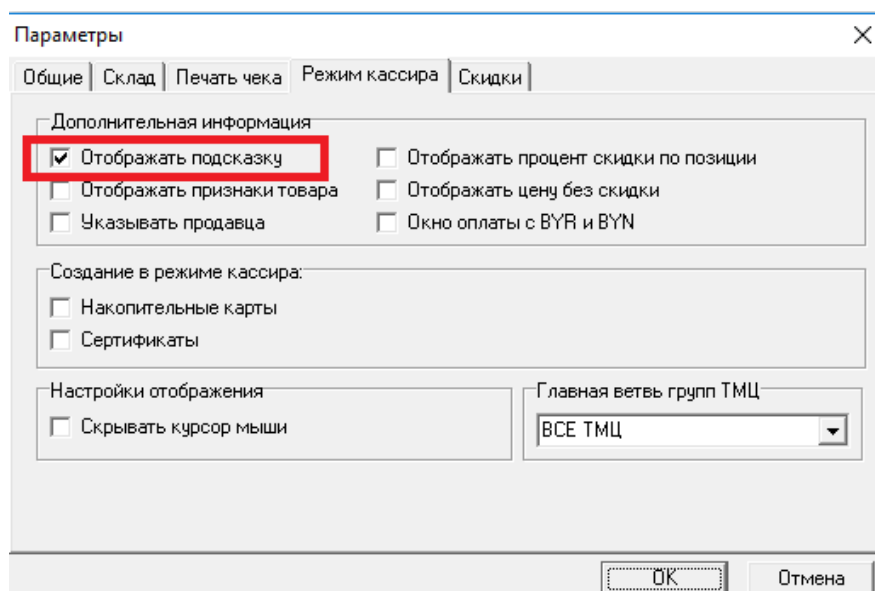 Параметры
Общие Склад Печать чека Режим кассира Скидки
Дополнительная информация
Отображать подсказку Отображать процент скидки по позиции
Отображать признаки товара Отображать цену без скидки
Указывать продавца Окно оплаты с BYR и BYN
Создание в режиме кассира:
Накопительные карты
Сертификаты
Настройки отображения Главная ветвь групп ТМЦ
Скрывать курсор мыши ВСЕ ТМЦ
OK Отмена